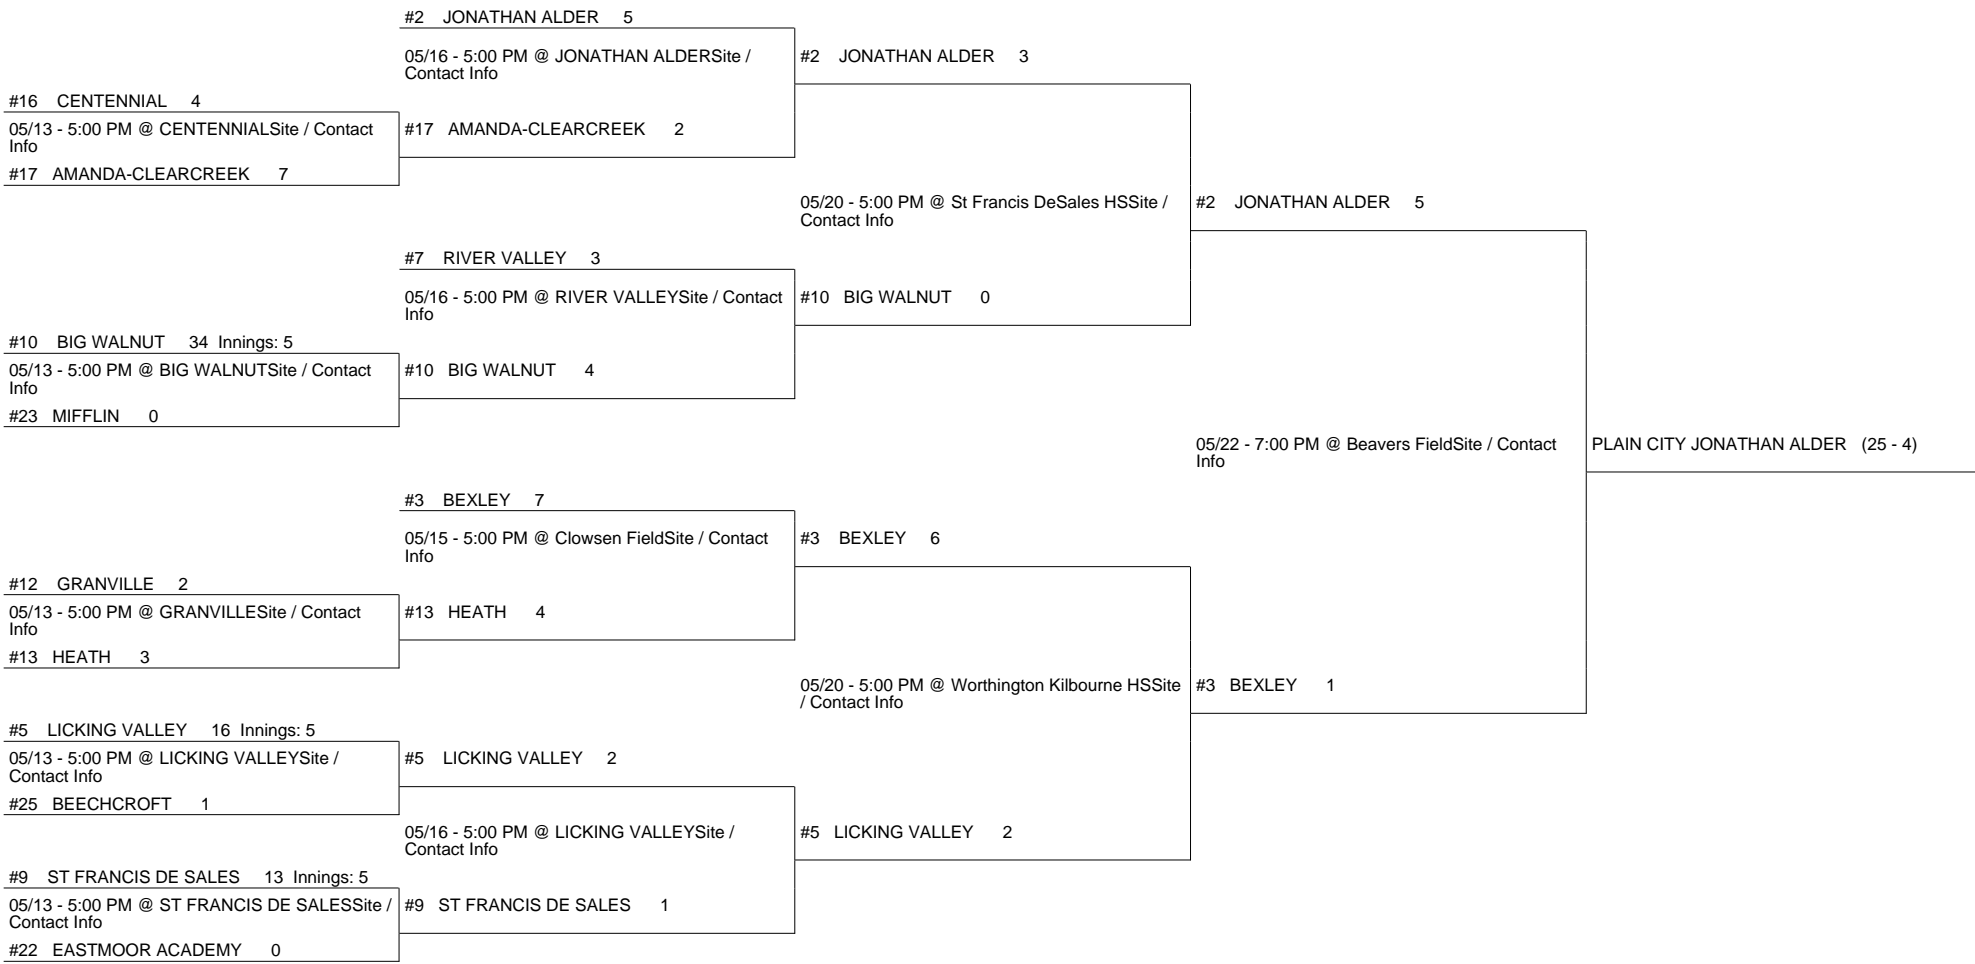 #2 JONATHAN ALDER 5
05/16 - 5:00 PM @ JONATHAN ALDERSite /
Contact Info
#2 JONATHAN ALDER 3
#16 CENTENNIAL 4
05/13 - 5:00 PM @ CENTENNIALSite / Contact
Info
#17 AMANDA-CLEARCREEK 2
#17 AMANDA-CLEARCREEK 7
05/20 - 5:00 PM @ St Francis DeSales HSSite /
Contact Info
#2 JONATHAN ALDER 5
#7 RIVER VALLEY 3
05/16 - 5:00 PM @ RIVER VALLEYSite / Contact
Info
#10 BIG WALNUT 0
#10 BIG WALNUT 34 Innings: 5
05/13 - 5:00 PM @ BIG WALNUTSite / Contact
Info
#10 BIG WALNUT 4
#23 MIFFLIN 0
05/22 - 7:00 PM @ Beavers FieldSite / Contact
Info
PLAIN CITY JONATHAN ALDER (25 - 4)
#3 BEXLEY 7
05/15 - 5:00 PM @ Clowsen FieldSite / Contact
Info
#3 BEXLEY 6
#12 GRANVILLE 2
05/13 - 5:00 PM @ GRANVILLESite / Contact
Info
#13 HEATH 4
#13 HEATH 3
05/20 - 5:00 PM @ Worthington Kilbourne HSSite
/ Contact Info
#3 BEXLEY 1
#5 LICKING VALLEY 16 Innings: 5
05/13 - 5:00 PM @ LICKING VALLEYSite /
Contact Info
#5 LICKING VALLEY 2
#25 BEECHCROFT 1
05/16 - 5:00 PM @ LICKING VALLEYSite /
Contact Info
#5 LICKING VALLEY 2
#9 ST FRANCIS DE SALES 13 Innings: 5
05/13 - 5:00 PM @ ST FRANCIS DE SALESSite /
Contact Info
#9 ST FRANCIS DE SALES 1
#22 EASTMOOR ACADEMY 0